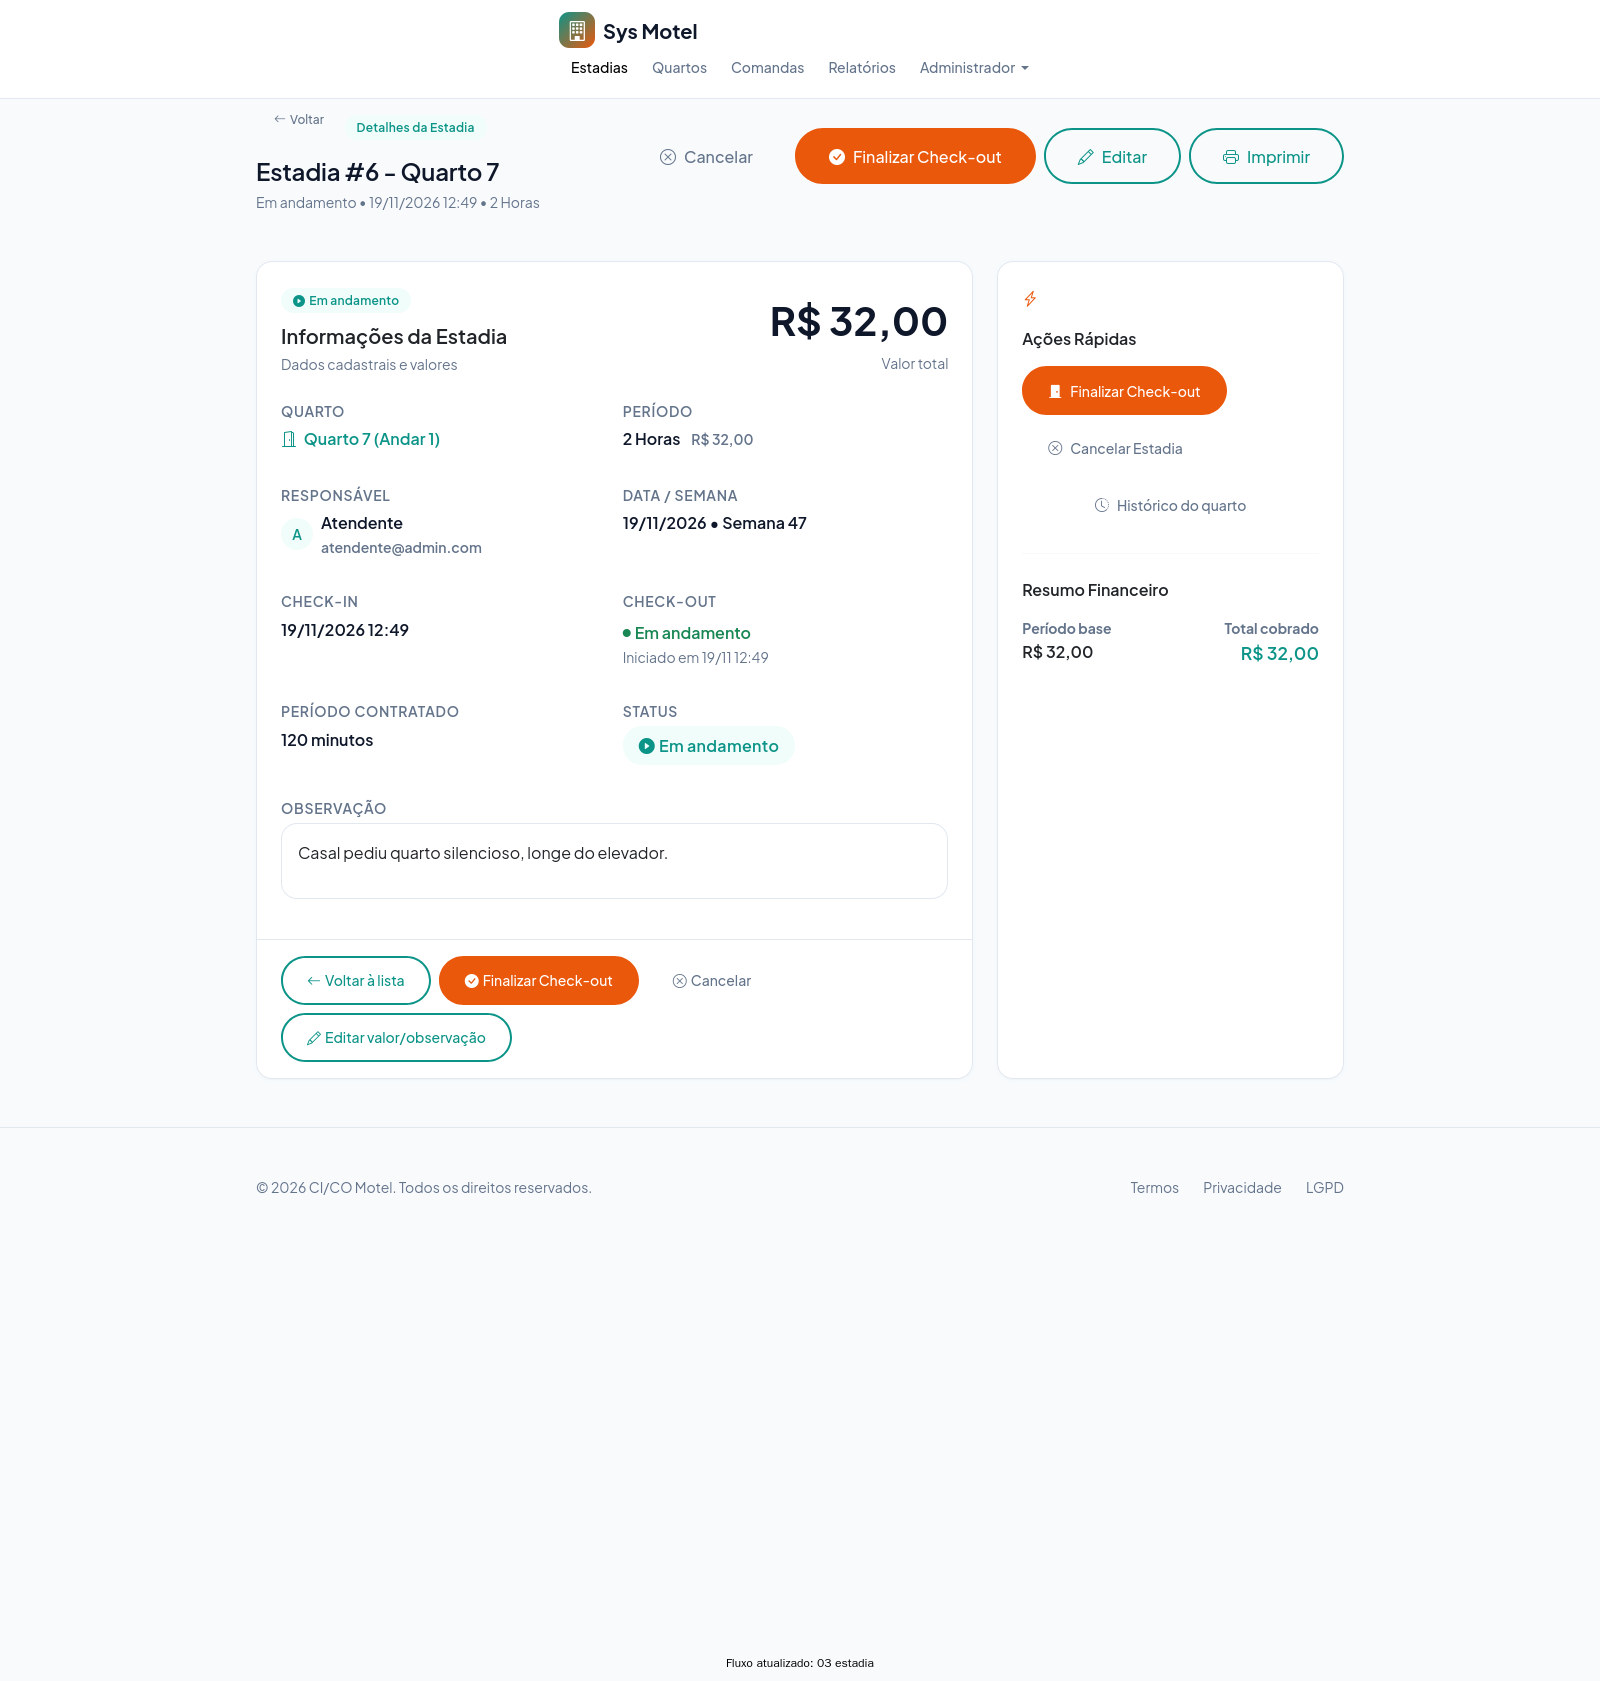 Sys Motel
Estadias Quartos Comandas Relatórios Administrador
Voltar
Detalhes da Estadia
Estadia #6 - Quarto 7
Em andamento • 19/11/2026 12:49 • 2 Horas
Cancelar
Finalizar Check-out
Editar
Imprimir
Em andamento
Informações da Estadia
Dados cadastrais e valores
R$ 32,00
Valor total
QUARTO
Quarto 7 (Andar 1)
PERÍODO
2 Horas R$ 32,00
RESPONSÁVEL
A
Atendente
atendente@admin.com
DATA / SEMANA
19/11/2026 • Semana 47
CHECK-IN
19/11/2026 12:49
CHECK-OUT
Em andamento
Iniciado em 19/11 12:49
PERÍODO CONTRATADO
120 minutos
STATUS
Em andamento
OBSERVAÇÃO
Casal pediu quarto silencioso, longe do elevador.
Voltar à lista
Finalizar Check-out
Cancelar
Editar valor/observação
Ações Rápidas
Finalizar Check-out
Cancelar Estadia
Histórico do quarto
Resumo Financeiro
Período base
R$ 32,00
Total cobrado
R$ 32,00
© 2026 CI/CO Motel. Todos os direitos reservados.
Termos Privacidade LGPD
Fluxo atualizado: 03 estadia